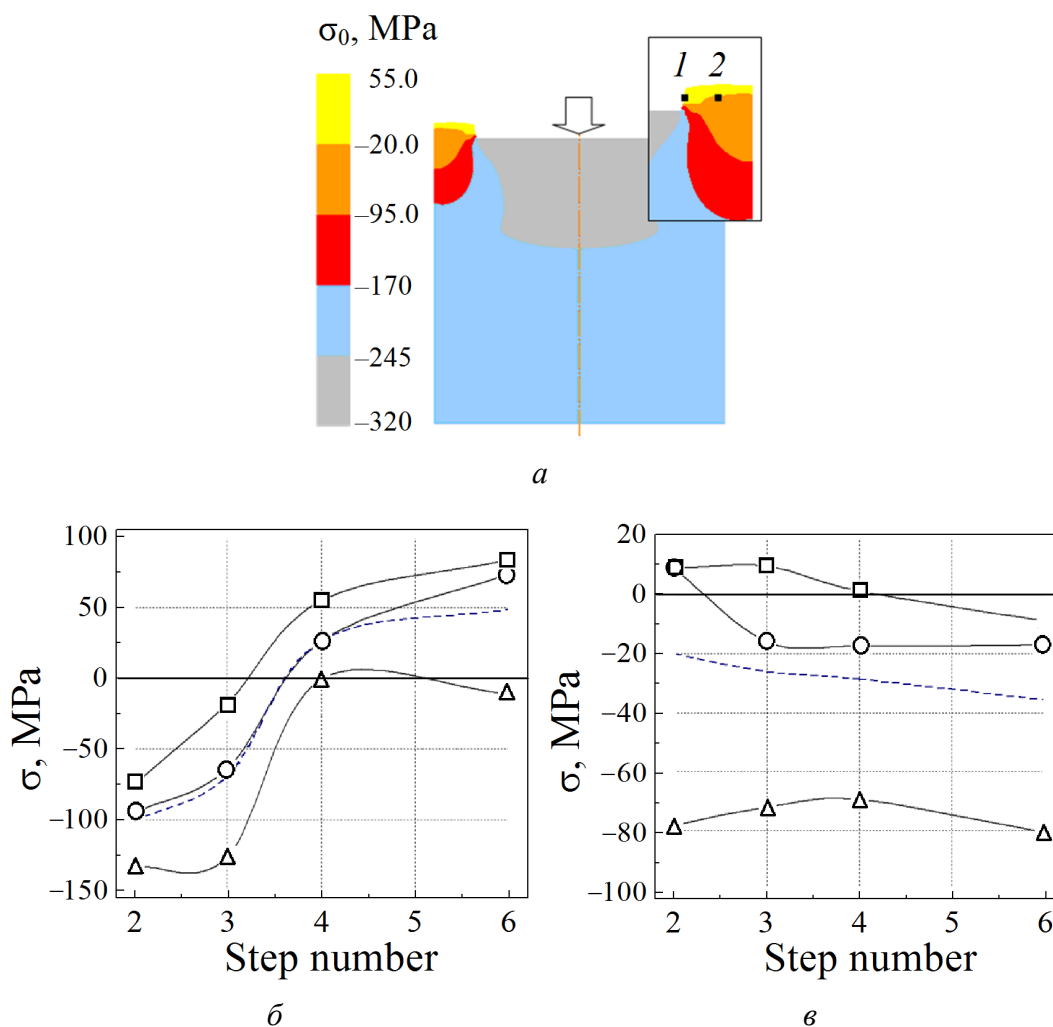 σ₀, MPa
55.0
–20.0
–95.0
–170
–245
–320
1 2
а
100
50
0
–50
–100
–150
σ, MPa
2 3 4 5 6
Step number
б
20
0
–20
–40
–60
–80
–100
σ, MPa
2 3 4 5 6
Step number
в